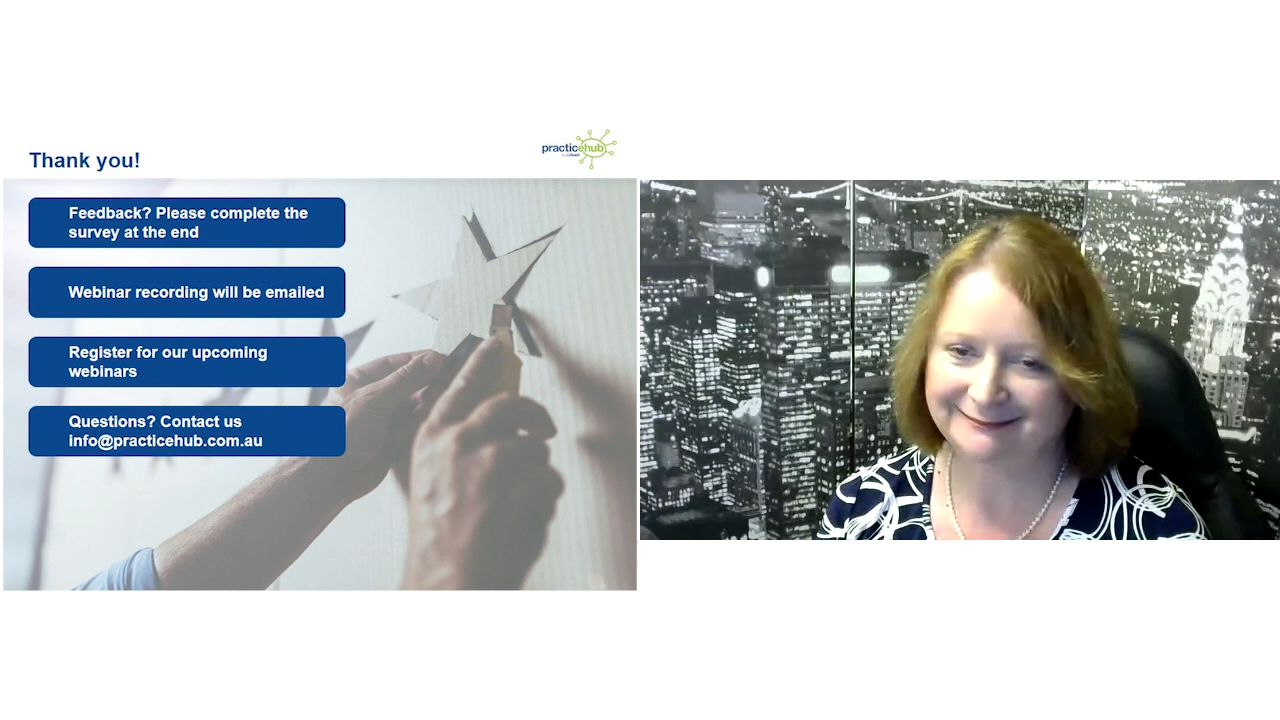 Thank you!
practicehub
Feedback? Please complete the
survey at the end
Webinar recording will be emailed
Register for our upcoming
webinars
Questions? Contact us
info@practicehub.com.au